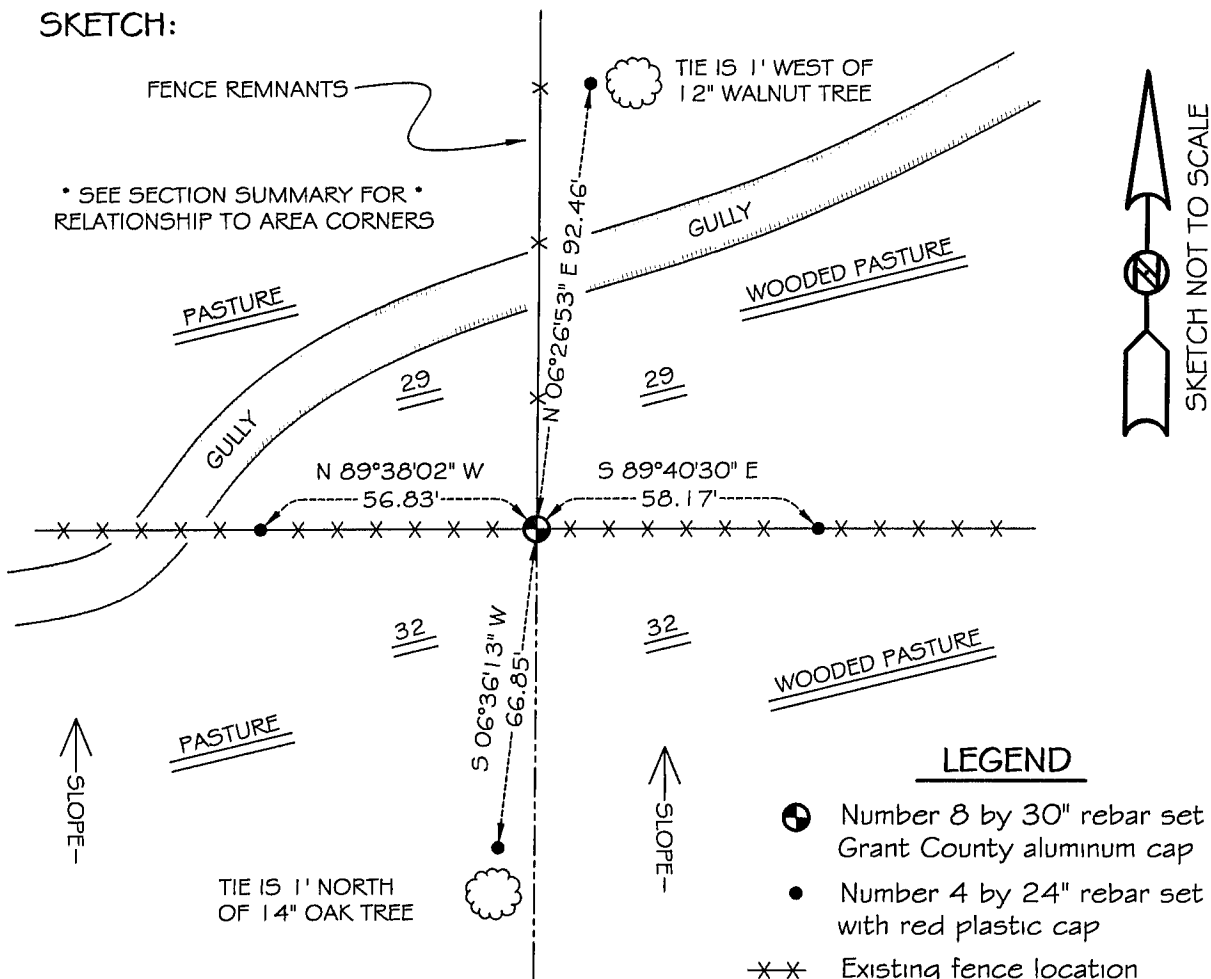 SKETCH:
FENCE REMNANTS
TIE IS 1' WEST OF
12" WALNUT TREE
* SEE SECTION SUMMARY FOR *
RELATIONSHIP TO AREA CORNERS
SKETCH NOT TO SCALE
GULLY
N 06°26'53" E 92.46'
PASTURE
WOODED PASTURE
29
29
GULLY
N 89°38'02" W
56.83'
S 89°40'30" E
58.17'
32
32
S 06°36'13" W
66.85'
WOODED PASTURE
PASTURE
SLOPE
SLOPE
TIE IS 1' NORTH
OF 14" OAK TREE
LEGEND
Number 8 by 30" rebar set
Grant County aluminum cap
Number 4 by 24" rebar set
with red plastic cap
Existing fence location